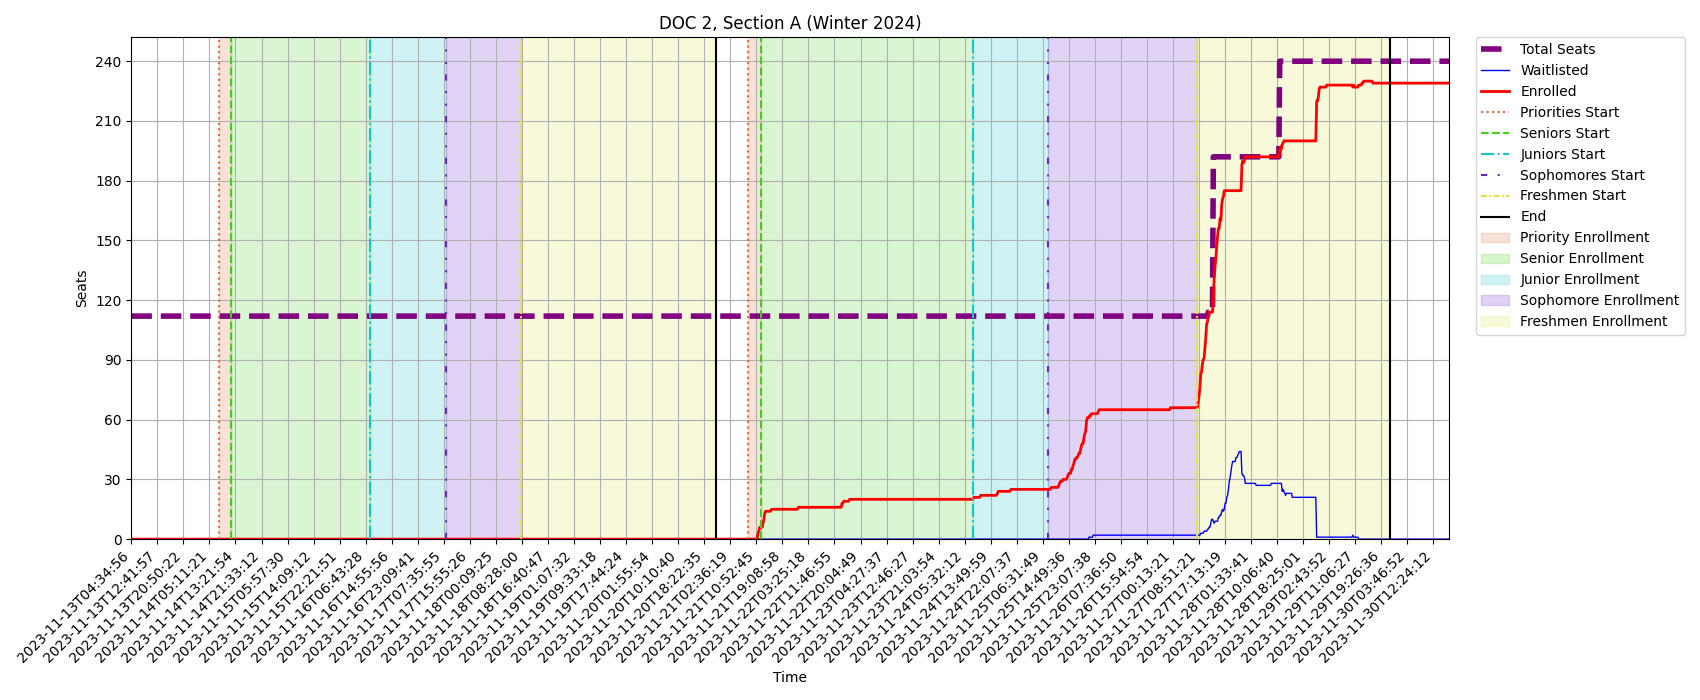 DOC 2, Section A (Winter 2024)
240
210
180
150
120
90
60
30
0
Seats
2023-11-13T04:34:56
2023-11-13T12:41:57
2023-11-13T20:50:22
2023-11-14T05:11:21
2023-11-14T13:21:54
2023-11-14T21:33:12
2023-11-15T05:57:30
2023-11-15T14:09:12
2023-11-15T22:21:51
2023-11-16T06:43:28
2023-11-16T14:55:56
2023-11-16T23:09:41
2023-11-17T07:35:55
2023-11-17T15:55:26
2023-11-18T00:09:25
2023-11-18T08:28:00
2023-11-18T16:40:47
2023-11-19T01:07:32
2023-11-19T09:33:18
2023-11-19T17:44:24
2023-11-20T01:55:54
2023-11-20T10:10:40
2023-11-20T18:22:35
2023-11-21T02:36:19
2023-11-21T10:52:45
2023-11-21T19:08:58
2023-11-22T03:25:18
2023-11-22T11:46:55
2023-11-22T20:04:49
2023-11-23T04:27:37
2023-11-23T12:46:27
2023-11-23T21:03:54
2023-11-24T05:32:12
2023-11-24T13:49:59
2023-11-24T22:07:37
2023-11-25T06:31:49
2023-11-25T14:49:36
2023-11-25T23:07:38
2023-11-26T07:36:50
2023-11-26T15:54:54
2023-11-27T00:13:21
2023-11-27T08:51:21
2023-11-27T17:13:19
2023-11-28T01:33:41
2023-11-28T10:06:40
2023-11-28T18:25:01
2023-11-29T02:43:52
2023-11-29T11:06:27
2023-11-29T19:26:36
2023-11-30T03:46:52
2023-11-30T12:24:12
Time
Total Seats
Waitlisted
Enrolled
Priorities Start
Seniors Start
Juniors Start
Sophomores Start
Freshmen Start
End
Priority Enrollment
Senior Enrollment
Junior Enrollment
Sophomore Enrollment
Freshmen Enrollment